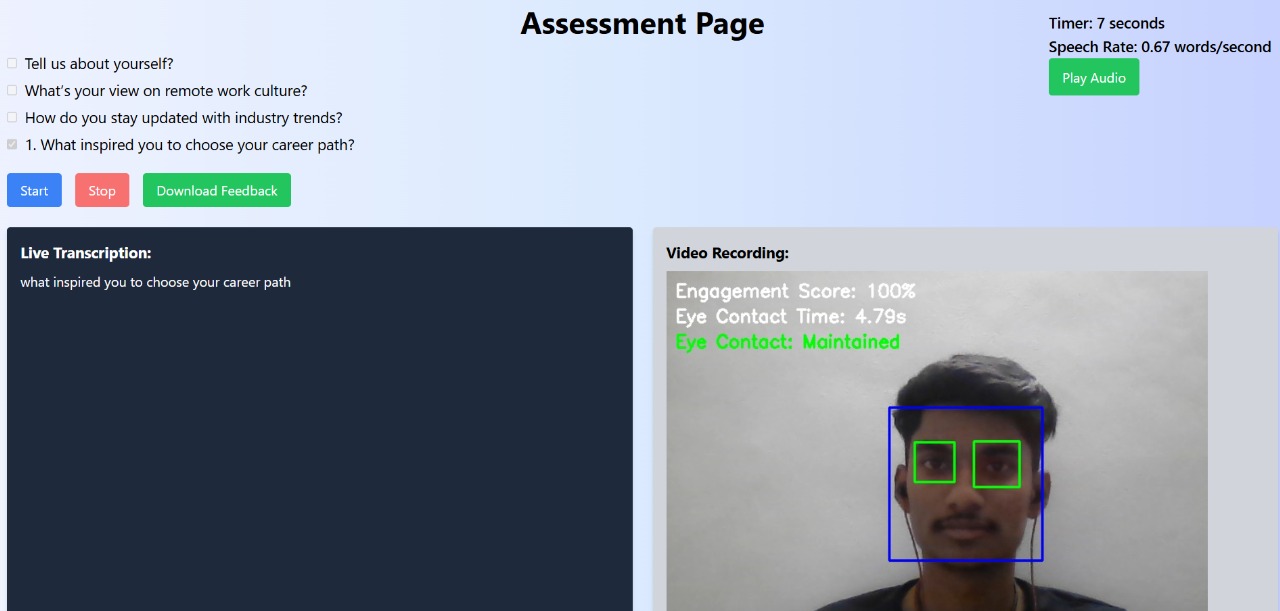 Assessment Page
Timer: 7 seconds
Speech Rate: 0.67 words/second
Play Audio
Tell us about yourself?
What's your view on remote work culture?
How do you stay updated with industry trends?
1. What inspired you to choose your career path?
Start
Stop
Download Feedback
Live Transcription:
what inspired you to choose your career path
Video Recording:
Engagement Score: 100%
Eye Contact Time: 4.79s
Eye Contact: Maintained